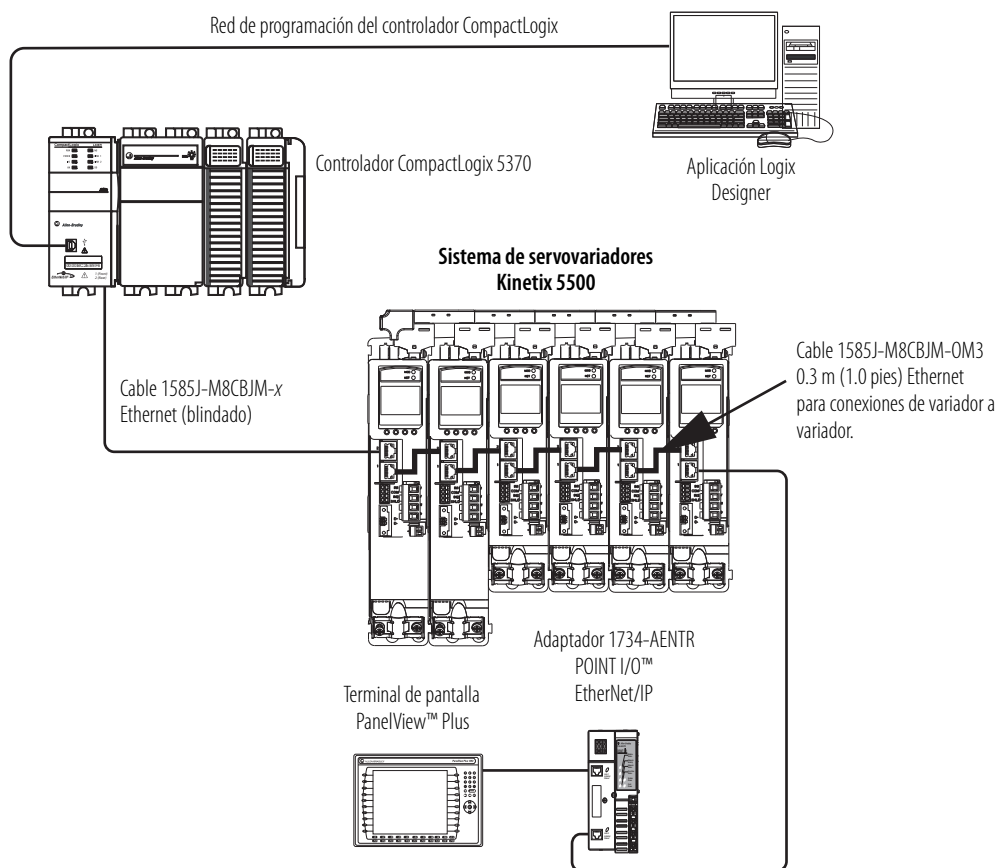 Red de programación del controlador CompactLogix
Controlador CompactLogix 5370
Aplicación Logix
Designer
Sistema de servovariadores
Kinetix 5500
Cable 1585J-M8CBJM-x
Ethernet (blindado)
Cable 1585J-M8CBJM-OM3
0.3 m (1.0 pies) Ethernet
para conexiones de variador a
variador.
Adaptador 1734-AENTR
POINT I/O™
EtherNet/IP
Terminal de pantalla
PanelView™ Plus